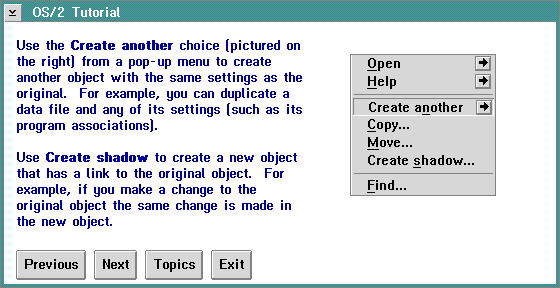 OS/2 Tutorial
Use the Create another choice (pictured on
the right) from a pop-up menu to create
another object with the same settings as the
original. For example, you can duplicate a
data file and any of its settings (such as its
program associations).
Use Create shadow to create a new object
that has a link to the original object. For
example, if you make a change to the
original object the same change is made in
the new object.
Open
Help
Create another
Copy...
Move...
Create shadow...
Find...
Previous Next Topics Exit